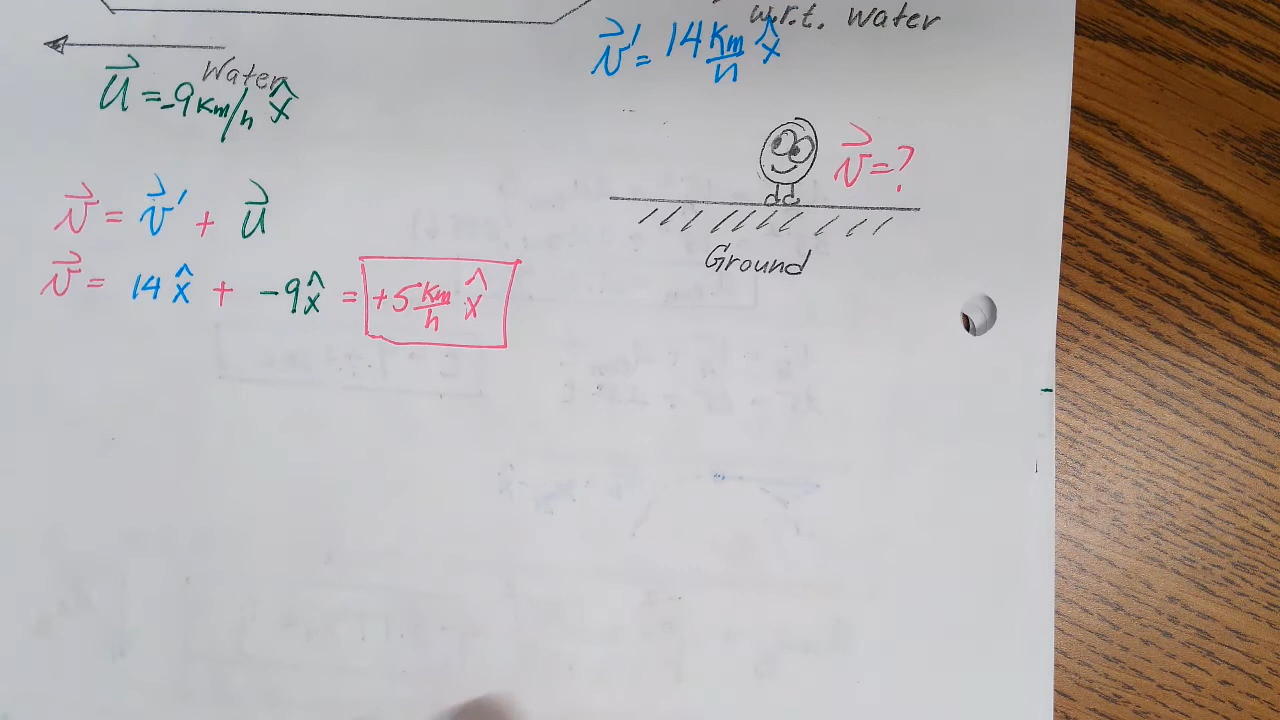 w.r.t. water
v⃗' = 14 km/h x̂
Water
u⃗ = -9 km/h x̂
v⃗ = ?
v⃗ = v⃗' + u⃗
Ground
v⃗ = 14 x̂ + -9 x̂ = +5 km/h x̂